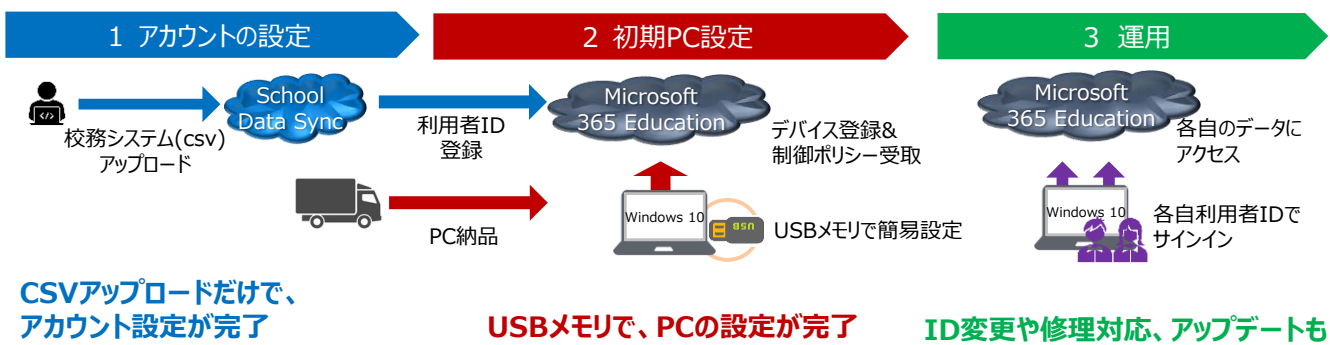 1 アカウントの設定
2 初期PC設定
3 運用
</>
校務システム(csv)
アップロード
School
Data Sync
利用者ID
登録
PC納品
Microsoft
365 Education
デバイス登録&
制御ポリシー受取
Windows 10
USB
USBメモリで簡易設定
Microsoft
365 Education
各自のデータに
アクセス
Windows 10
各自利用者IDで
サインイン
CSVアップロードだけで、
アカウント設定が完了
USBメモリで、PCの設定が完了
ID変更や修理対応、アップデートも